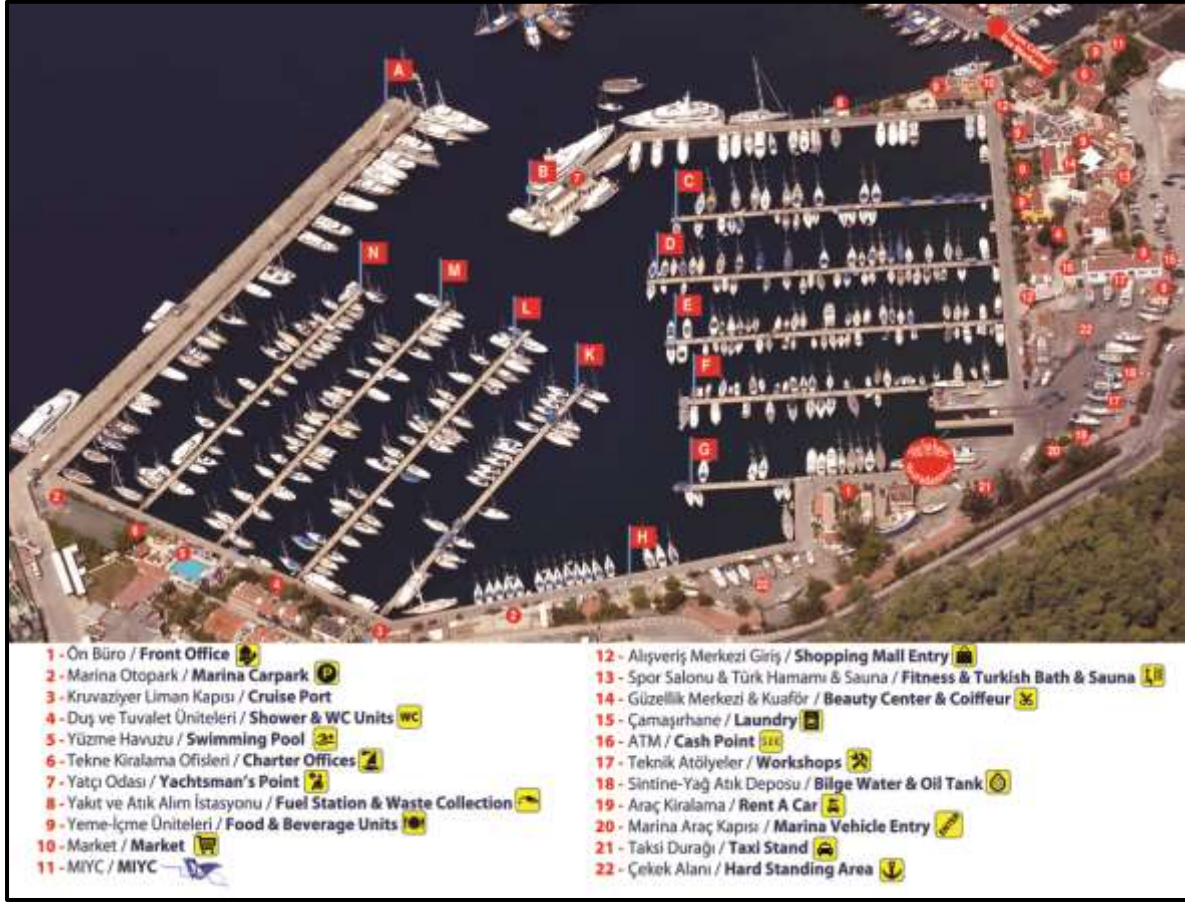 A
B
7
C
N
M
D
L
E
K
F
G
H
1 - Ön Büro / Front Office
2 - Marina Otopark / Marina Carpark P
3 - Kruvaziyer Liman Kapısı / Cruise Port
4 - Duş ve Tuvalet Üniteleri / Shower & WC Units WC
5 - Yüzme Havuzu / Swimming Pool
6 - Tekne Kiralama Ofisleri / Charter Offices
7 - Yatçı Odası / Yachtsman's Point
8 - Yakıt ve Atık Alım İstasyonu / Fuel Station & Waste Collection
9 - Yeme-İçme Üniteleri / Food & Beverage Units
10 - Market / Market
11 - MIYC / MIYC
12 - Alışveriş Merkezi Giriş / Shopping Mall Entry
13 - Spor Salonu & Türk Hamamı & Sauna / Fitness & Turkish Bath & Sauna
14 - Güzellik Merkezi & Kuaför / Beauty Center & Coiffeur
15 - Çamaşırhane / Laundry
16 - ATM / Cash Point
17 - Teknik Atölyeler / Workshops
18 - Sintine-Yağ Atık Deposu / Bilge Water & Oil Tank
19 - Araç Kiralama / Rent A Car
20 - Marina Araç Kapısı / Marina Vehicle Entry ENTER
21 - Taksi Durağı / Taxi Stand
22 - Çekek Alanı / Hard Standing Area